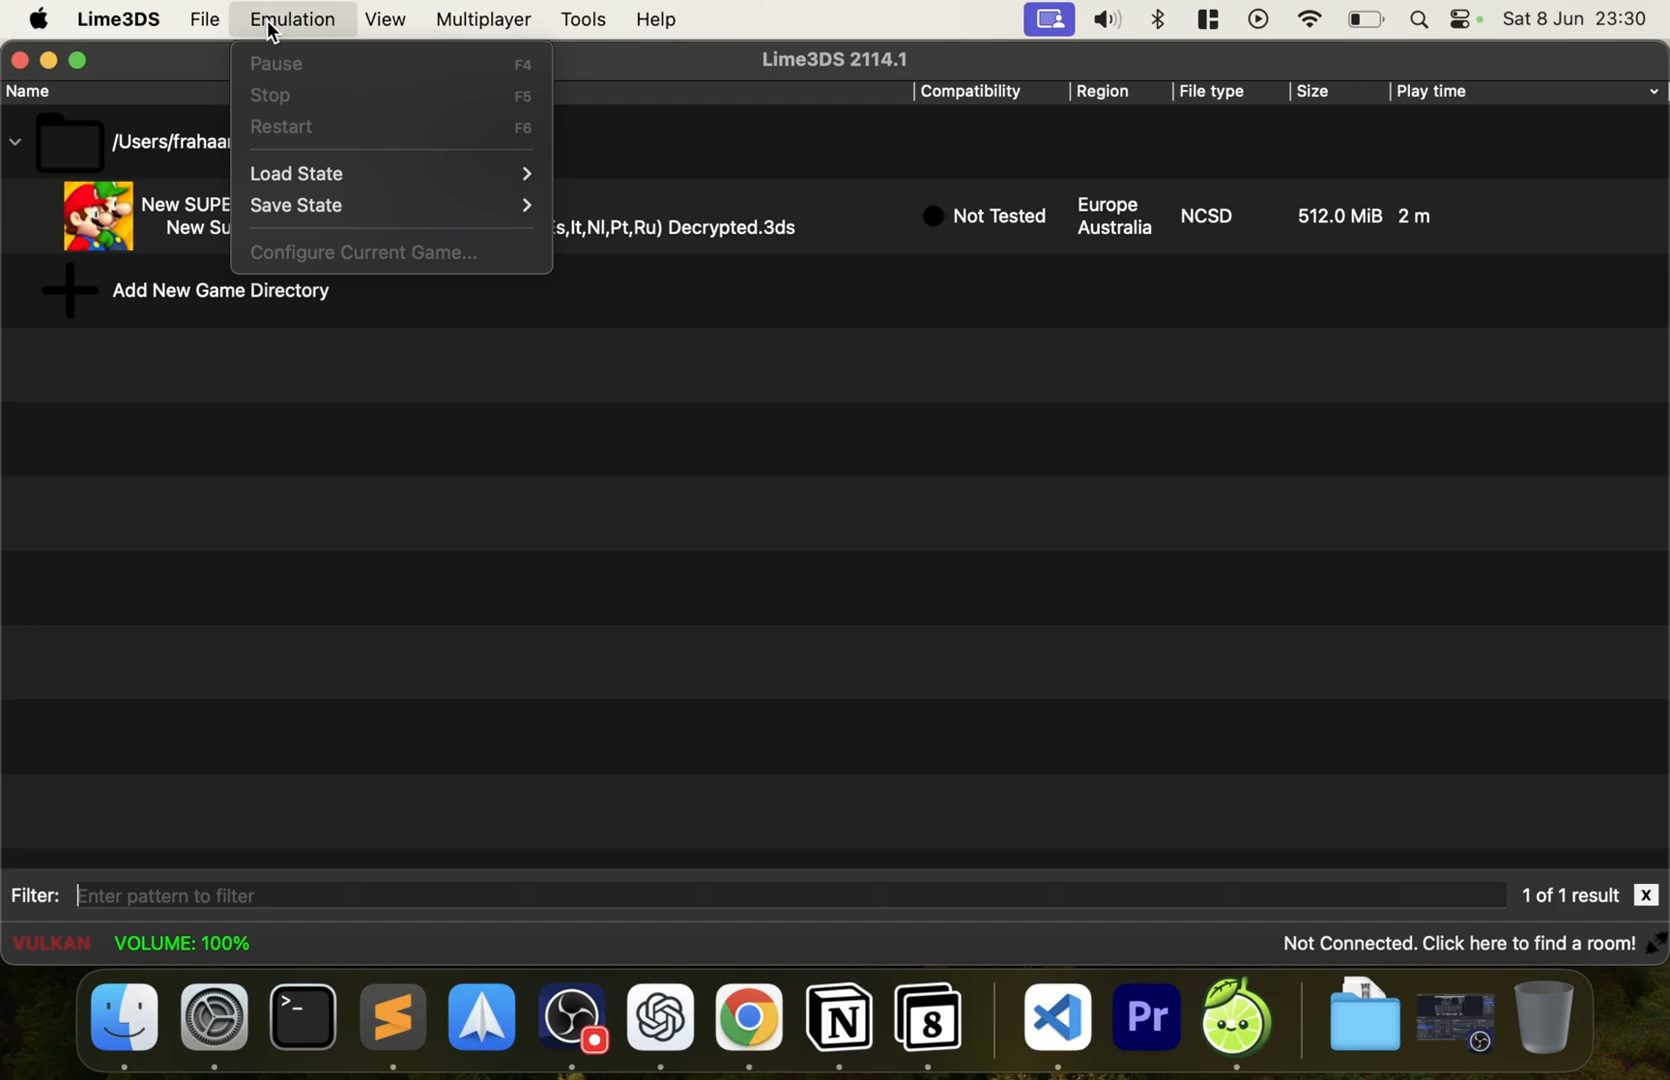 Lime3DS File Emulation View Multiplayer Tools Help Sat 8 Jun 23:30
Lime3DS 2114.1
Name Compatibility Region File type Size Play time
Pause F4
Stop F5
Restart F6
Load State
Save State
Configure Current Game...
/Users/frahaa
New SUPE
New Su
s,It,Nl,Pt,Ru) Decrypted.3ds
Not Tested
Europe
Australia
NCSD
512.0 MiB
2 m
Add New Game Directory
Filter: Enter pattern to filter 1 of 1 result X
VULKAN VOLUME: 100% Not Connected. Click here to find a room!
>_
N
8
Pr